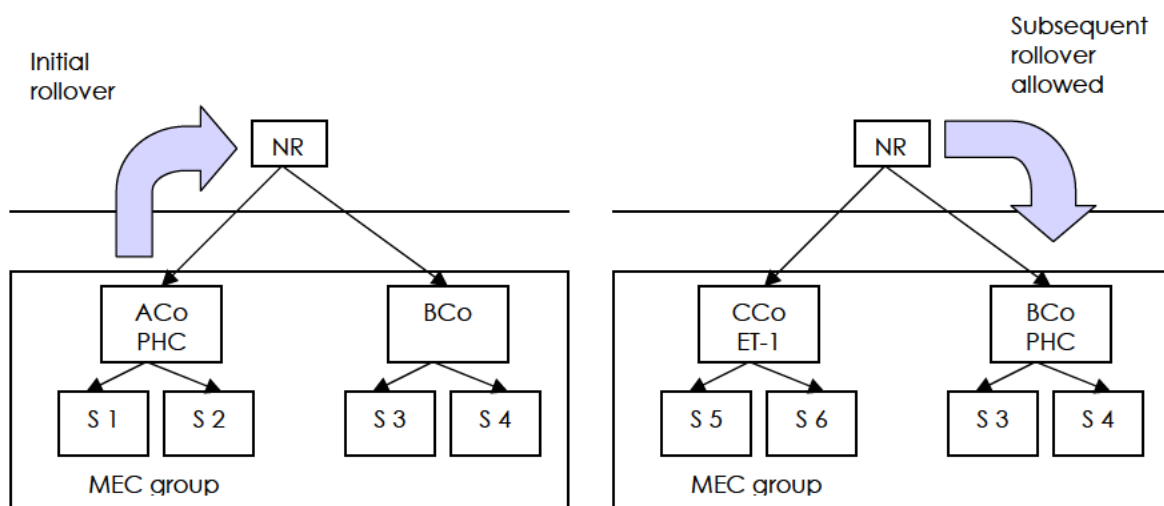 Initial
rollover
NR
ACo
PHC
BCo
S 1
S 2
S 3
S 4
MEC group
Subsequent
rollover
allowed
NR
CCo
ET-1
BCo
PHC
S 5
S 6
S 3
S 4
MEC group